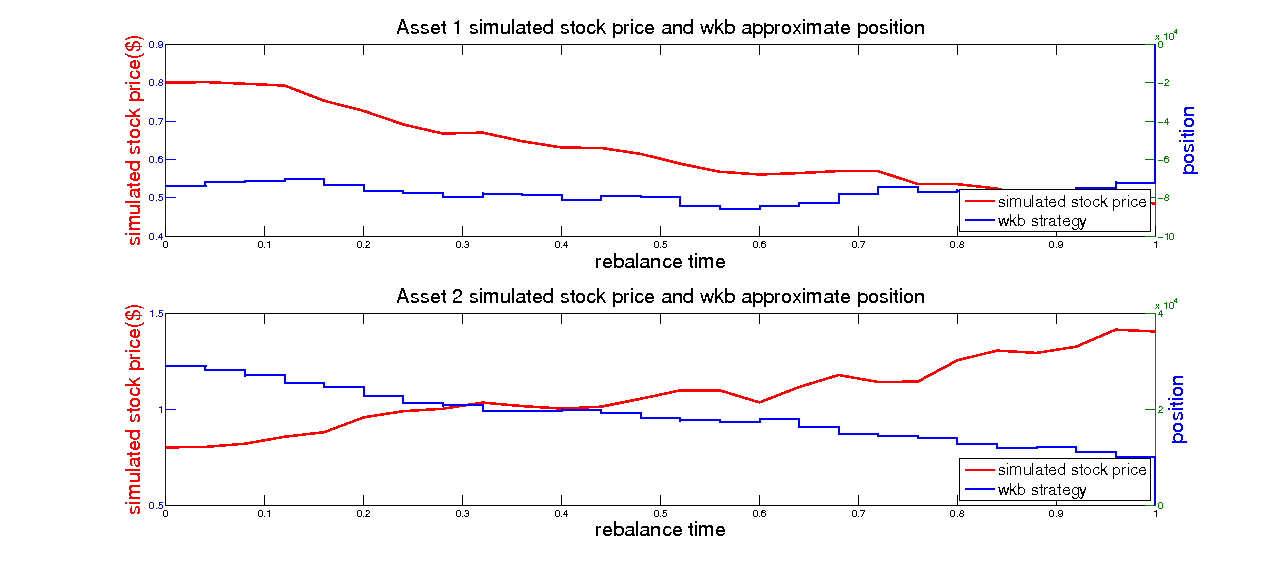 Asset 1 simulated stock price and wkb approximate position
x 10^4
simulated stock price($)
0.9
0.8
0.7
0.6
0.5
0.4
0
-2
-4
-6
-8
-10
position
simulated stock price
wkb strategy
0 0.1 0.2 0.3 0.4 0.5 0.6 0.7 0.8 0.9 1
rebalance time
Asset 2 simulated stock price and wkb approximate position
x 10^4
simulated stock price($)
1.5
1
0.5
4
2
0
position
simulated stock price
wkb strategy
0 0.1 0.2 0.3 0.4 0.5 0.6 0.7 0.8 0.9 1
rebalance time